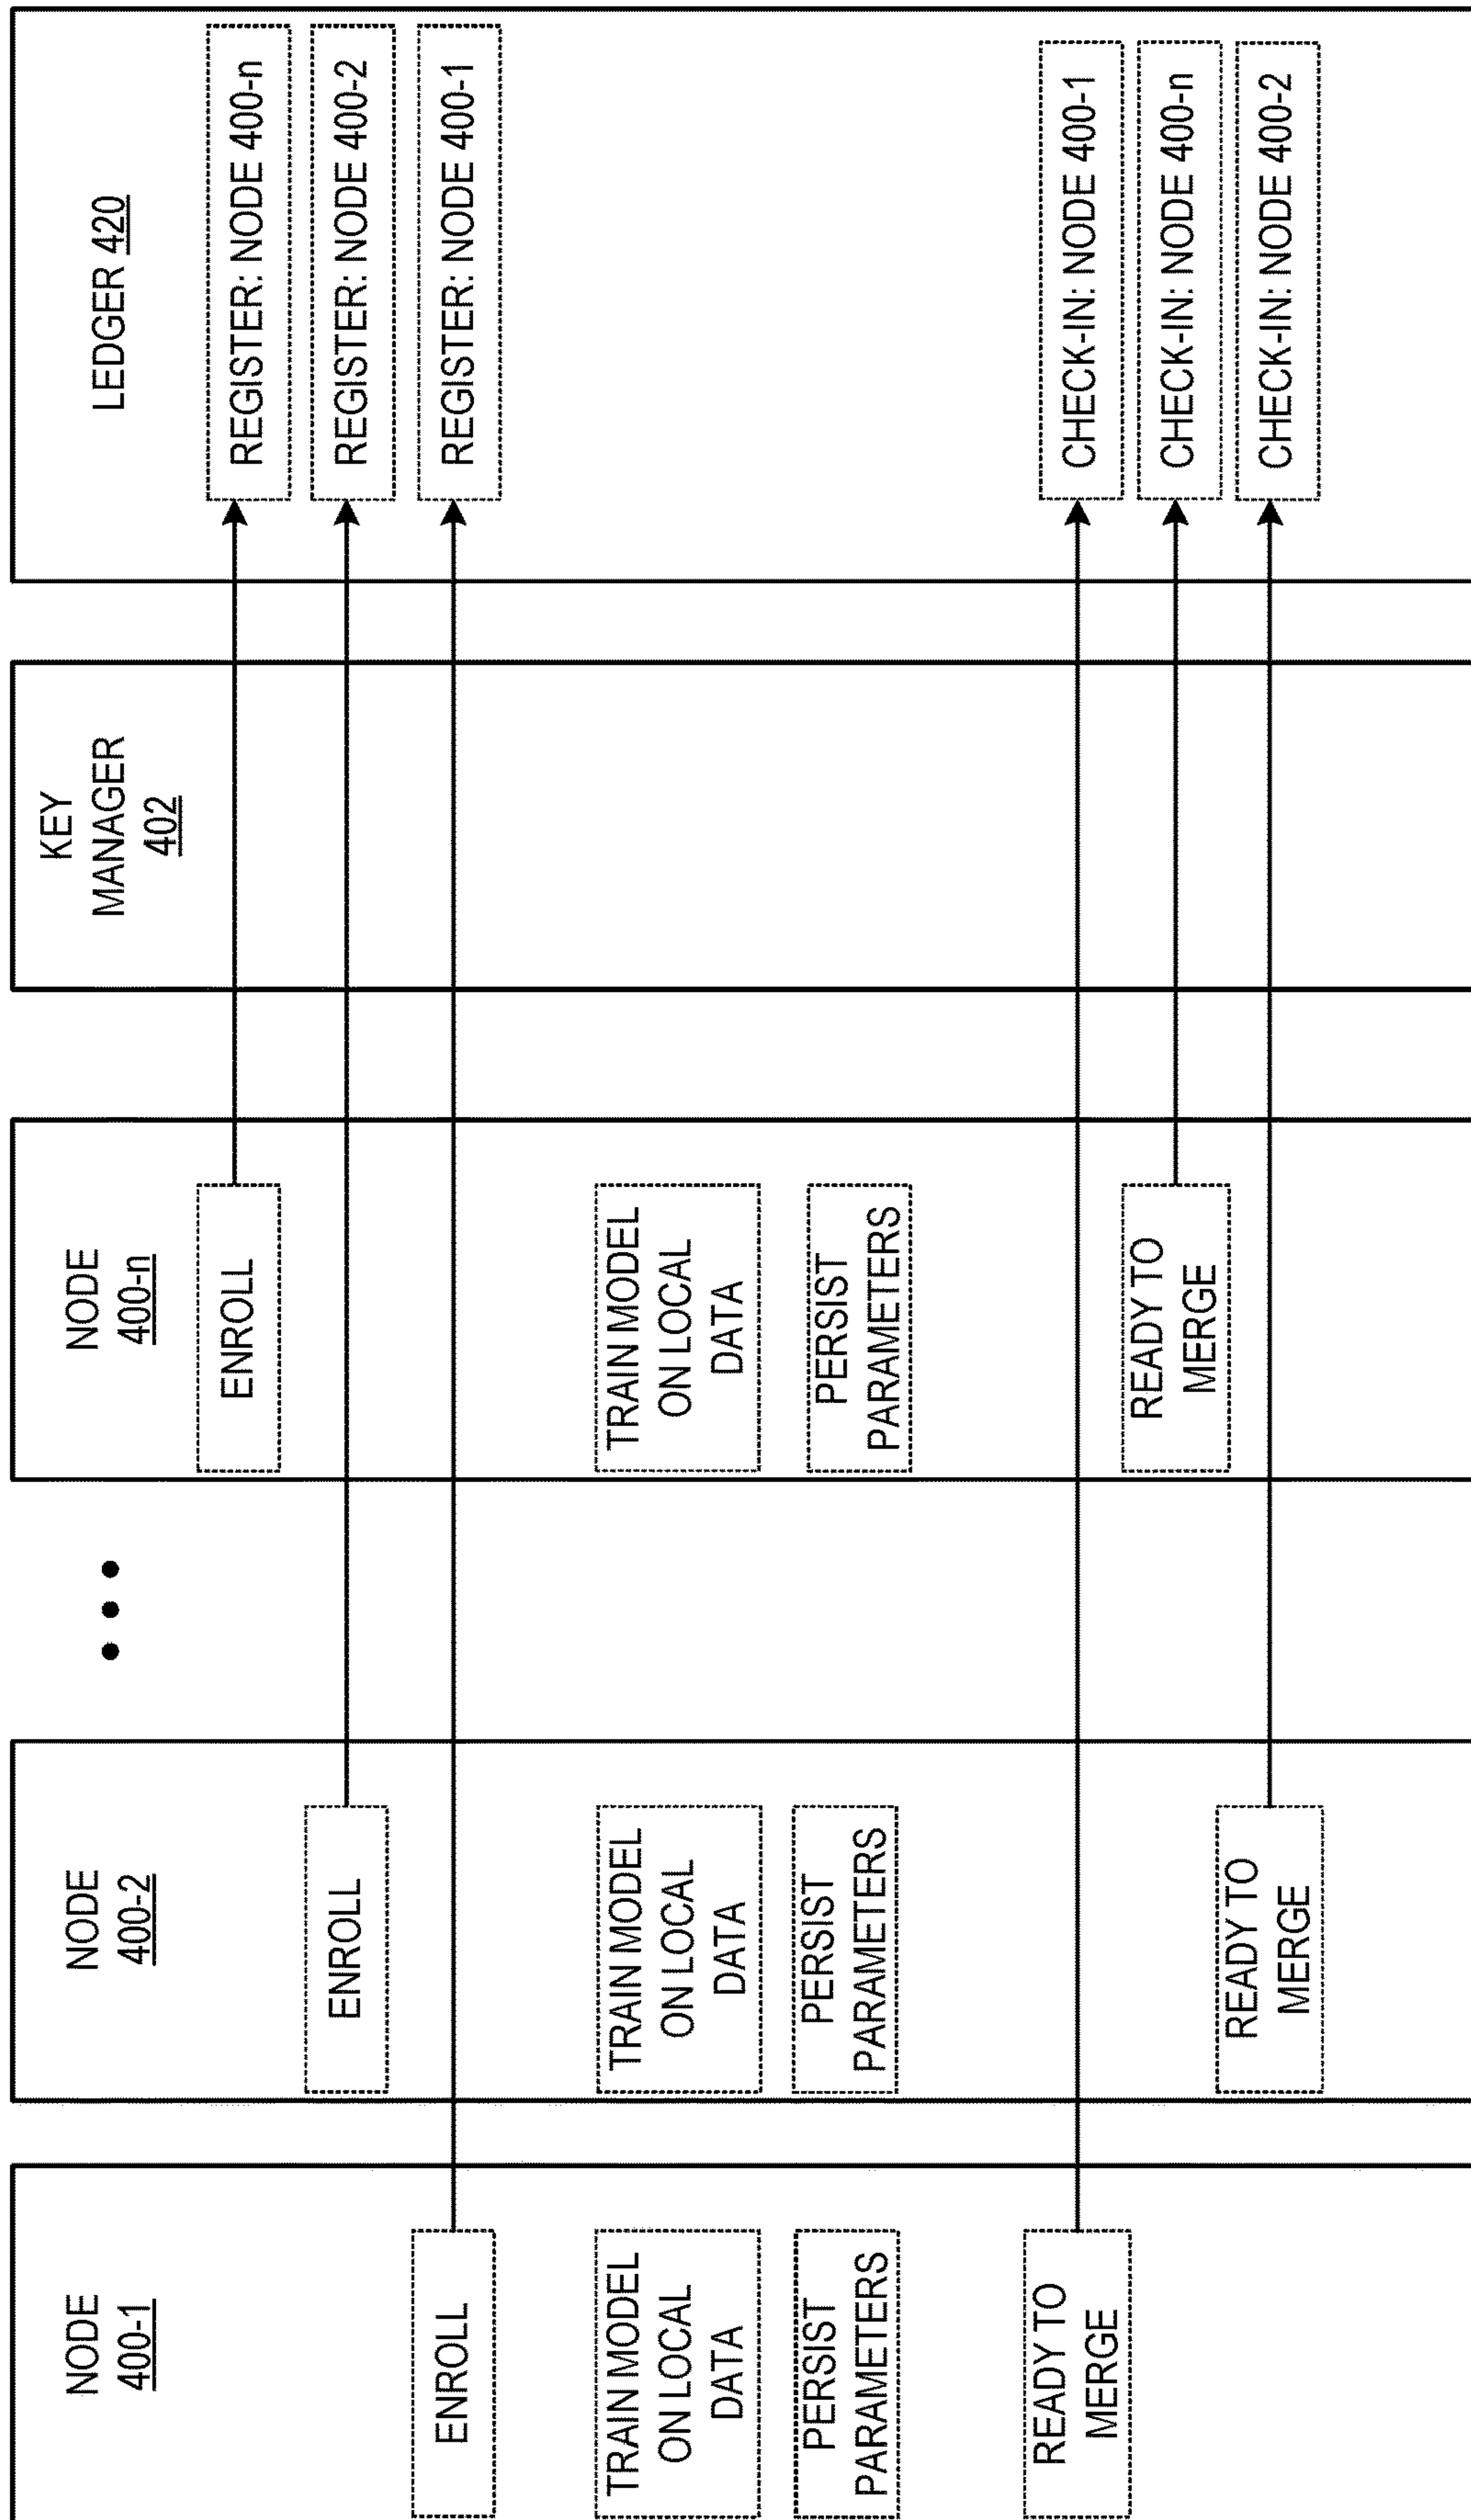 NODE
400-1
ENROLL
TRAIN MODEL
ON LOCAL
DATA
PERSIST
PARAMETERS
READY TO
MERGE
NODE
400-2
ENROLL
TRAIN MODEL
ON LOCAL
DATA
PERSIST
PARAMETERS
READY TO
MERGE
NODE
400-n
ENROLL
TRAIN MODEL
ON LOCAL
DATA
PERSIST
PARAMETERS
READY TO
MERGE
KEY
MANAGER
402
LEDGER 420
REGISTER: NODE 400-n
REGISTER: NODE 400-2
REGISTER: NODE 400-1
CHECK-IN: NODE 400-1
CHECK-IN: NODE 400-n
CHECK-IN: NODE 400-2